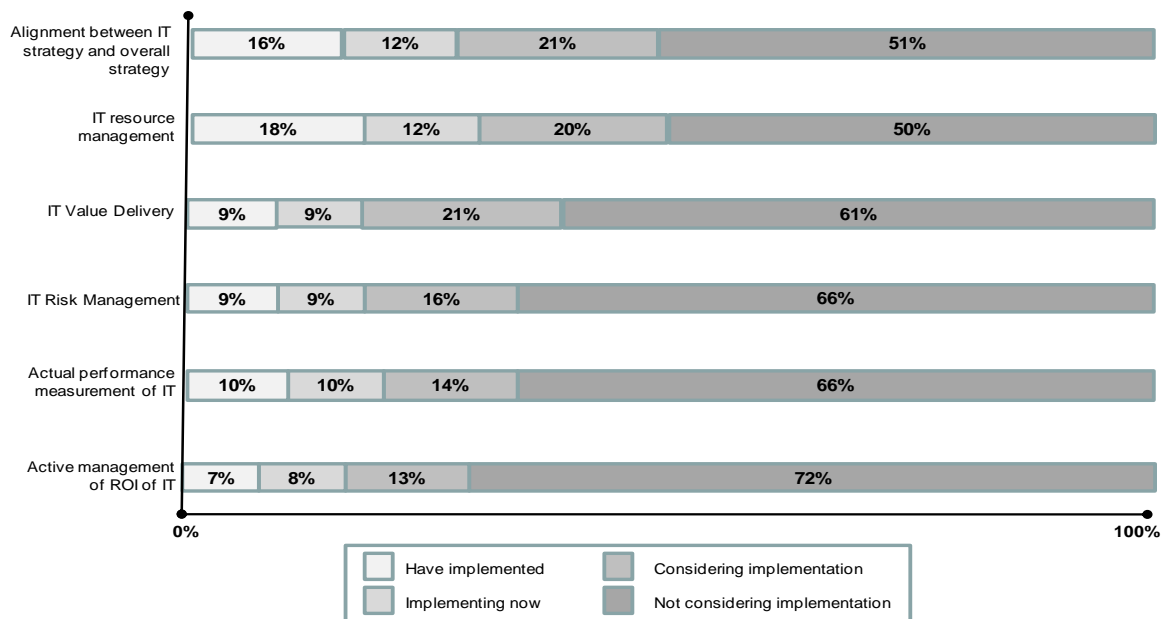 Alignment between IT
strategy and overall
strategy
16% 12% 21% 51%
IT resource
management
18% 12% 20% 50%
IT Value Delivery
9% 9% 21% 61%
IT Risk Management
9% 9% 16% 66%
Actual performance
measurement of IT
10% 10% 14% 66%
Active management
of ROI of IT
7% 8% 13% 72%
0% 100%
Have implemented
Considering implementation
Implementing now
Not considering implementation